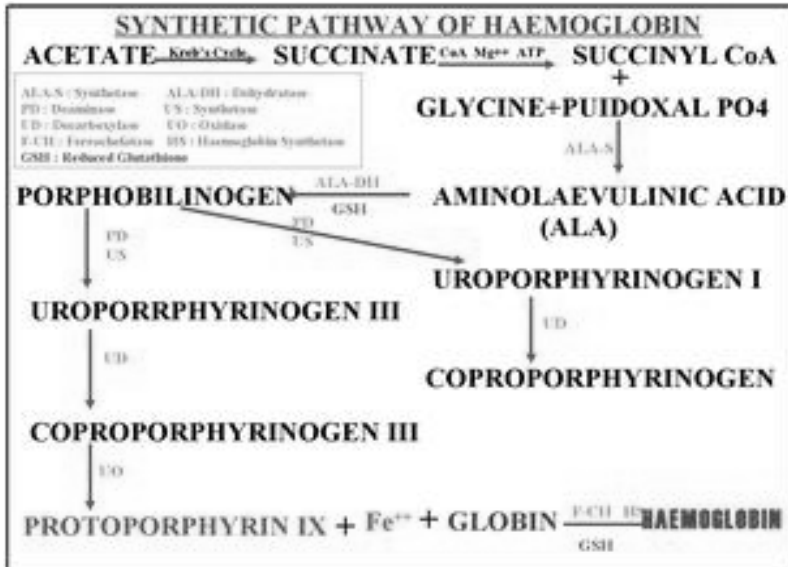 SYNTHETIC PATHWAY OF HAEMOGLOBIN
ACETATE Kreb's Cycle SUCCINATE CoA Mg++ ATP SUCCINYL CoA
+
ALA-S : Synthetase ALA-DH : Dehydratase
PD : Deaminase US : Synthetase
UD : Decarboxylase UO : Oxidase
F-CH : Ferrochelatase HS : Haemoglobin Synthetase
GSH : Reduced Glutathione
GLYCINE+PUIDOXAL PO4
ALA-S
PORPHOBILINOGEN ALA-DH AMINOLAEVULINIC ACID
GSH
(ALA)
PD
US
PD
US
UROPORPHYRINOGEN I
UROPORRPHYRINOGEN III
UD
UD
COPROPORPHYRINOGEN
COPROPORPHYRINOGEN III
UO
PROTOPORPHYRIN IX + Fe++ + GLOBIN F-CH HS HAEMOGLOBIN
GSH